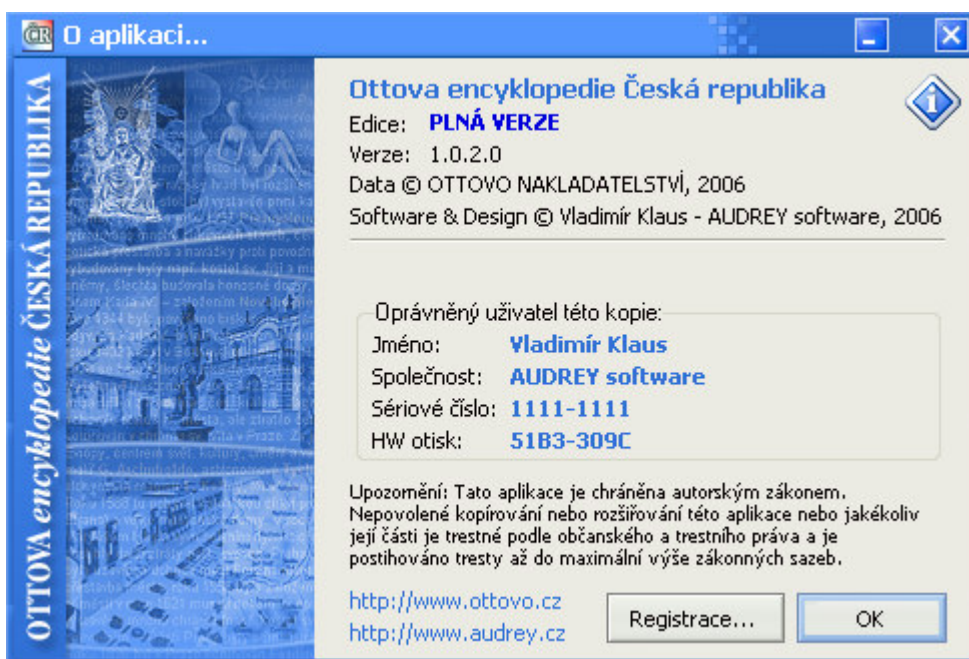 ČR O aplikaci...
OTTOVA encyklopedie ČESKÁ REPUBLIKA
Ottova encyklopedie Česká republika
Edice: PLNÁ VERZE
Verze: 1.0.2.0
Data © OTTOVO NAKLADATELSTVÍ, 2006
Software & Design © Vladimír Klaus - AUDREY software, 2006
Oprávněný uživatel této kopie:
Jméno: Vladimír Klaus
Společnost: AUDREY software
Sériové číslo: 1111-1111
HW otisk: 51B3-309C
Upozornění: Tato aplikace je chráněna autorským zákonem.
Nepovolené kopírování nebo rozšiřování této aplikace nebo jakékoliv
její části je trestné podle občanského a trestního práva a je
postihováno tresty až do maximální výše zákonných sazeb.
http://www.ottovo.cz
http://www.audrey.cz
Registrace...
OK